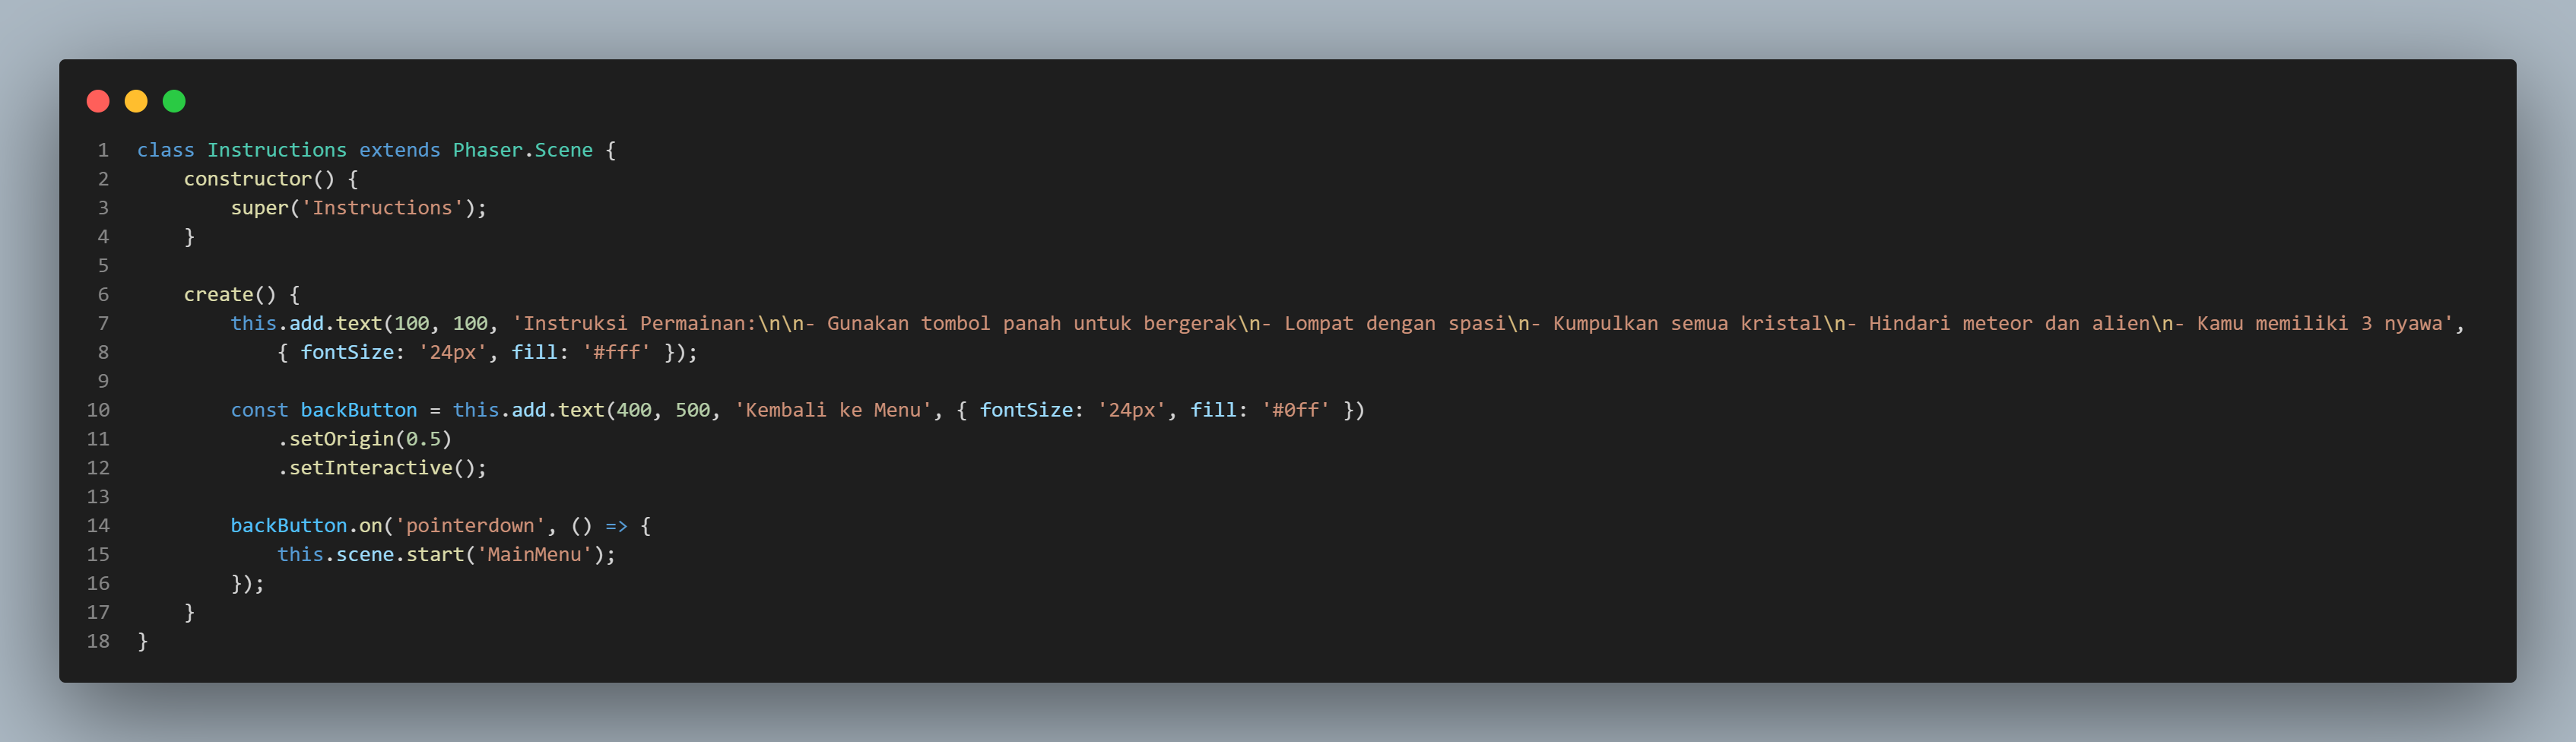 1 class Instructions extends Phaser.Scene {
2     constructor() {
3         super('Instructions');
4     }
5
6     create() {
7         this.add.text(100, 100, 'Instruksi Permainan:\n\n- Gunakan tombol panah untuk bergerak\n- Lompat dengan spasi\n- Kumpulkan semua kristal\n- Hindari meteor dan alien\n- Kamu memiliki 3 nyawa',
8             { fontSize: '24px', fill: '#fff' });
9
10         const backButton = this.add.text(400, 500, 'Kembali ke Menu', { fontSize: '24px', fill: '#0ff' })
11             .setOrigin(0.5)
12             .setInteractive();
13
14         backButton.on('pointerdown', () => {
15             this.scene.start('MainMenu');
16         });
17     }
18 }